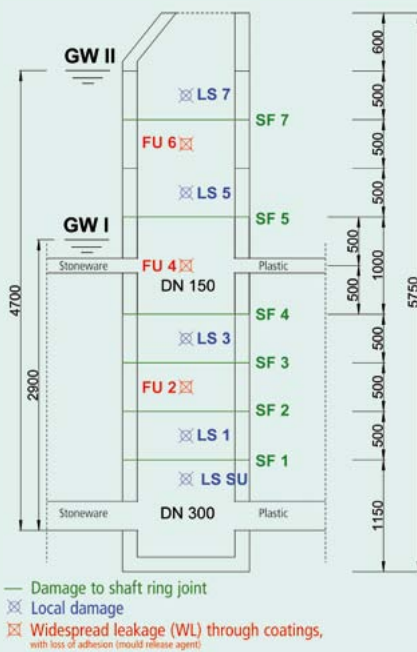 600
GW II
500
LS 7
SF 7
FU 6
500
LS 5
500
SF 5
GW I
500
Stoneware
FU 4
Plastic
1000
DN 150
500
5750
4700
SF 4
LS 3
500
2900
SF 3
FU 2
500
SF 2
LS 1
500
SF 1
LS SU
1150
Stoneware
DN 300
Plastic
Damage to shaft ring joint
Local damage
Widespread leakage (WL) through coatings,
with loss of adhesion (mould release agent)